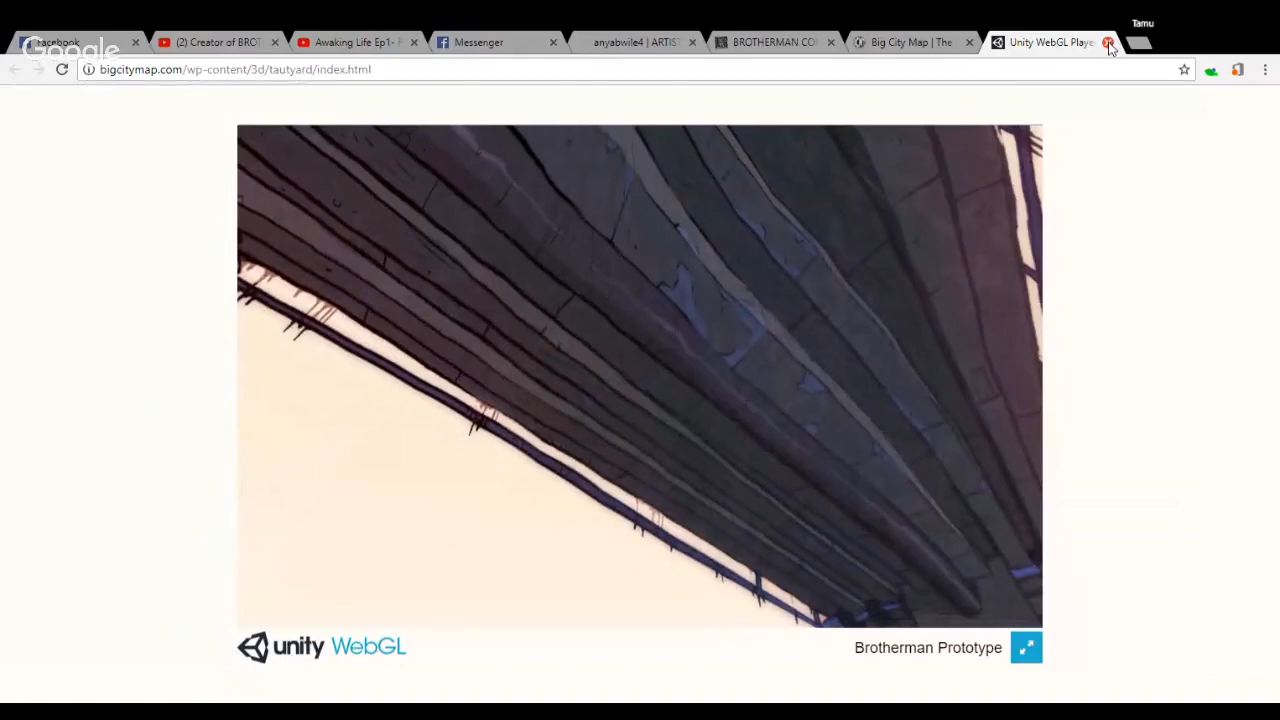 Tamu
Facebook
Google
(2) Creator of BROT
Awaking Life Ep1- P
Messenger
anyabwile4 | ARTIST
BROTHERMAN CO
Big City Map | The
Unity WebGL Playe
bigcitymap.com/wp-content/3d/tautyard/index.html
unity WebGL
Brotherman Prototype